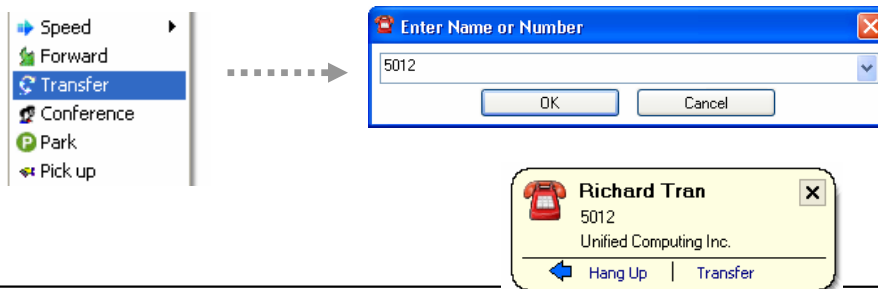 Speed
Forward
Transfer
Conference
P Park
Pick up
Enter Name or Number
5012
OK Cancel
Richard Tran
5012
Unified Computing Inc.
Hang Up | Transfer